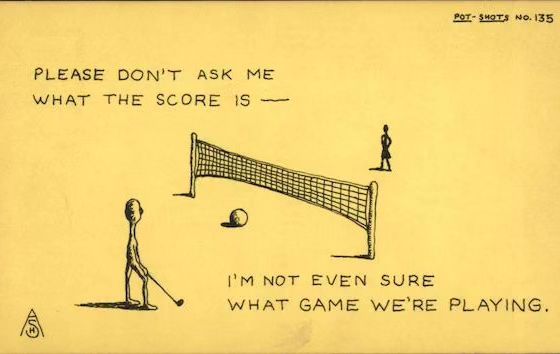 POT-SHOTS NO. 135
PLEASE DON'T ASK ME
WHAT THE SCORE IS —
I'M NOT EVEN SURE
WHAT GAME WE'RE PLAYING.
ASH